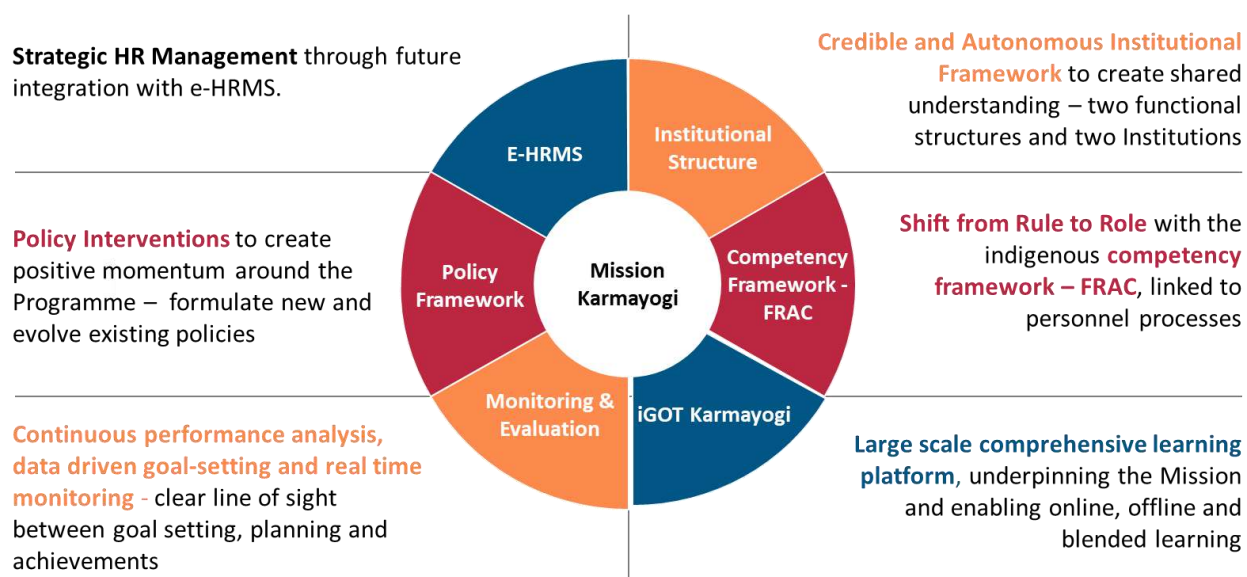 Strategic HR Management through future
integration with e-HRMS.
Credible and Autonomous Institutional
Framework to create shared
understanding – two functional
structures and two Institutions
E-HRMS
Institutional
Structure
Policy Interventions to create
positive momentum around the
Programme – formulate new and
evolve existing policies
Policy
Framework
Mission
Karmayogi
Competency
Framework -
FRAC
Shift from Rule to Role with the
indigenous competency
framework – FRAC, linked to
personnel processes
Monitoring &
Evaluation
iGOT Karmayogi
Continuous performance analysis,
data driven goal-setting and real time
monitoring - clear line of sight
between goal setting, planning and
achievements
Large scale comprehensive learning
platform, underpinning the Mission
and enabling online, offline and
blended learning